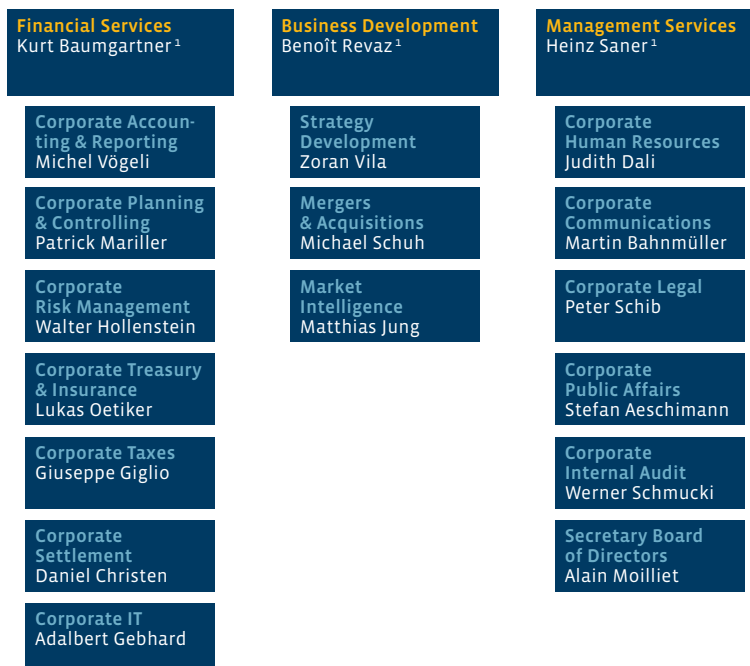 Financial Services
Kurt Baumgartner ¹
Corporate Accoun-
ting & Reporting
Michel Vögeli
Corporate Planning
& Controlling
Patrick Mariller
Corporate
Risk Management
Walter Hollenstein
Corporate Treasury
& Insurance
Lukas Oetiker
Corporate Taxes
Giuseppe Giglio
Corporate
Settlement
Daniel Christen
Corporate IT
Adalbert Gebhard
Business Development
Benoît Revaz ¹
Strategy
Development
Zoran Vila
Mergers
& Acquisitions
Michael Schuh
Market
Intelligence
Matthias Jung
Management Services
Heinz Saner ¹
Corporate
Human Resources
Judith Dali
Corporate
Communications
Martin Bahnmüller
Corporate Legal
Peter Schib
Corporate
Public Affairs
Stefan Aeschimann
Corporate
Internal Audit
Werner Schmucki
Secretary Board
of Directors
Alain Moilliet